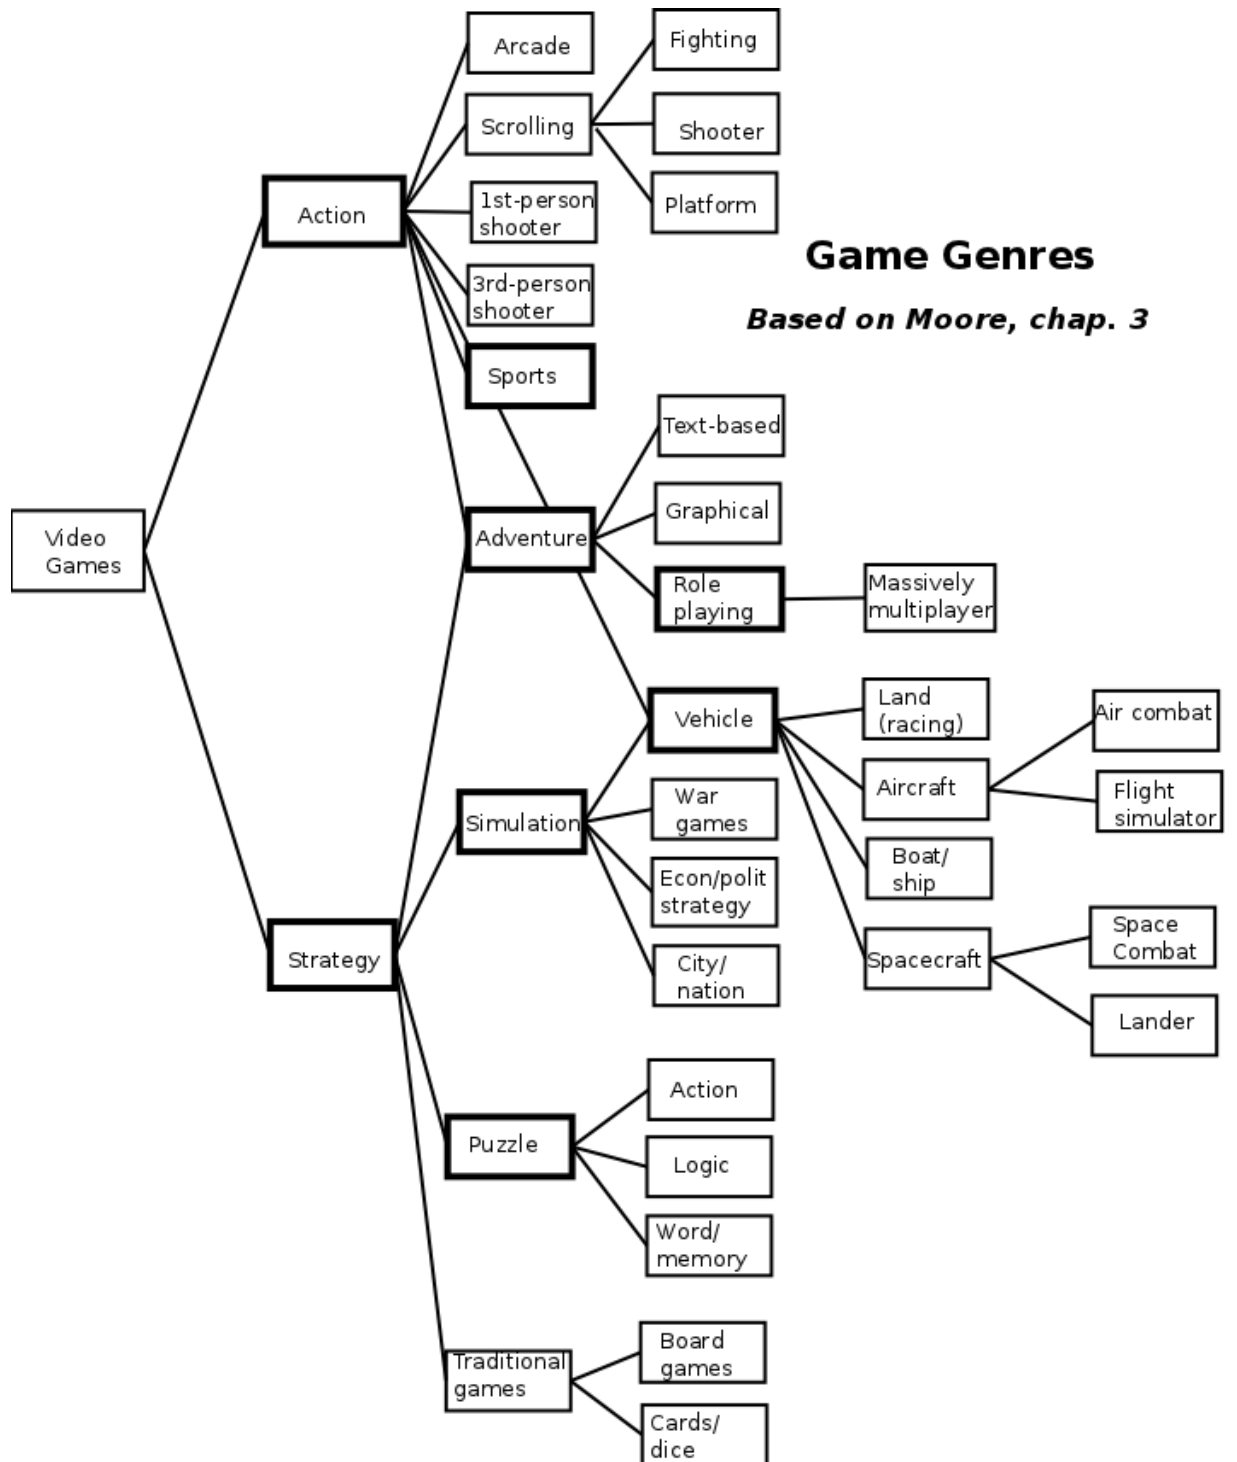 Arcade
Fighting
Scrolling
Shooter
Platform
Action
1st-person
shooter
3rd-person
shooter
Sports
Game Genres
Based on Moore, chap. 3
Video
Games
Adventure
Text-based
Graphical
Role
playing
Massively
multiplayer
Vehicle
Land
(racing)
Aircraft
Air combat
Flight
simulator
Boat/
ship
Spacecraft
Space
Combat
Lander
Simulation
War
games
Econ/polit
strategy
City/
nation
Strategy
Puzzle
Action
Logic
Word/
memory
Traditional
games
Board
games
Cards/
dice